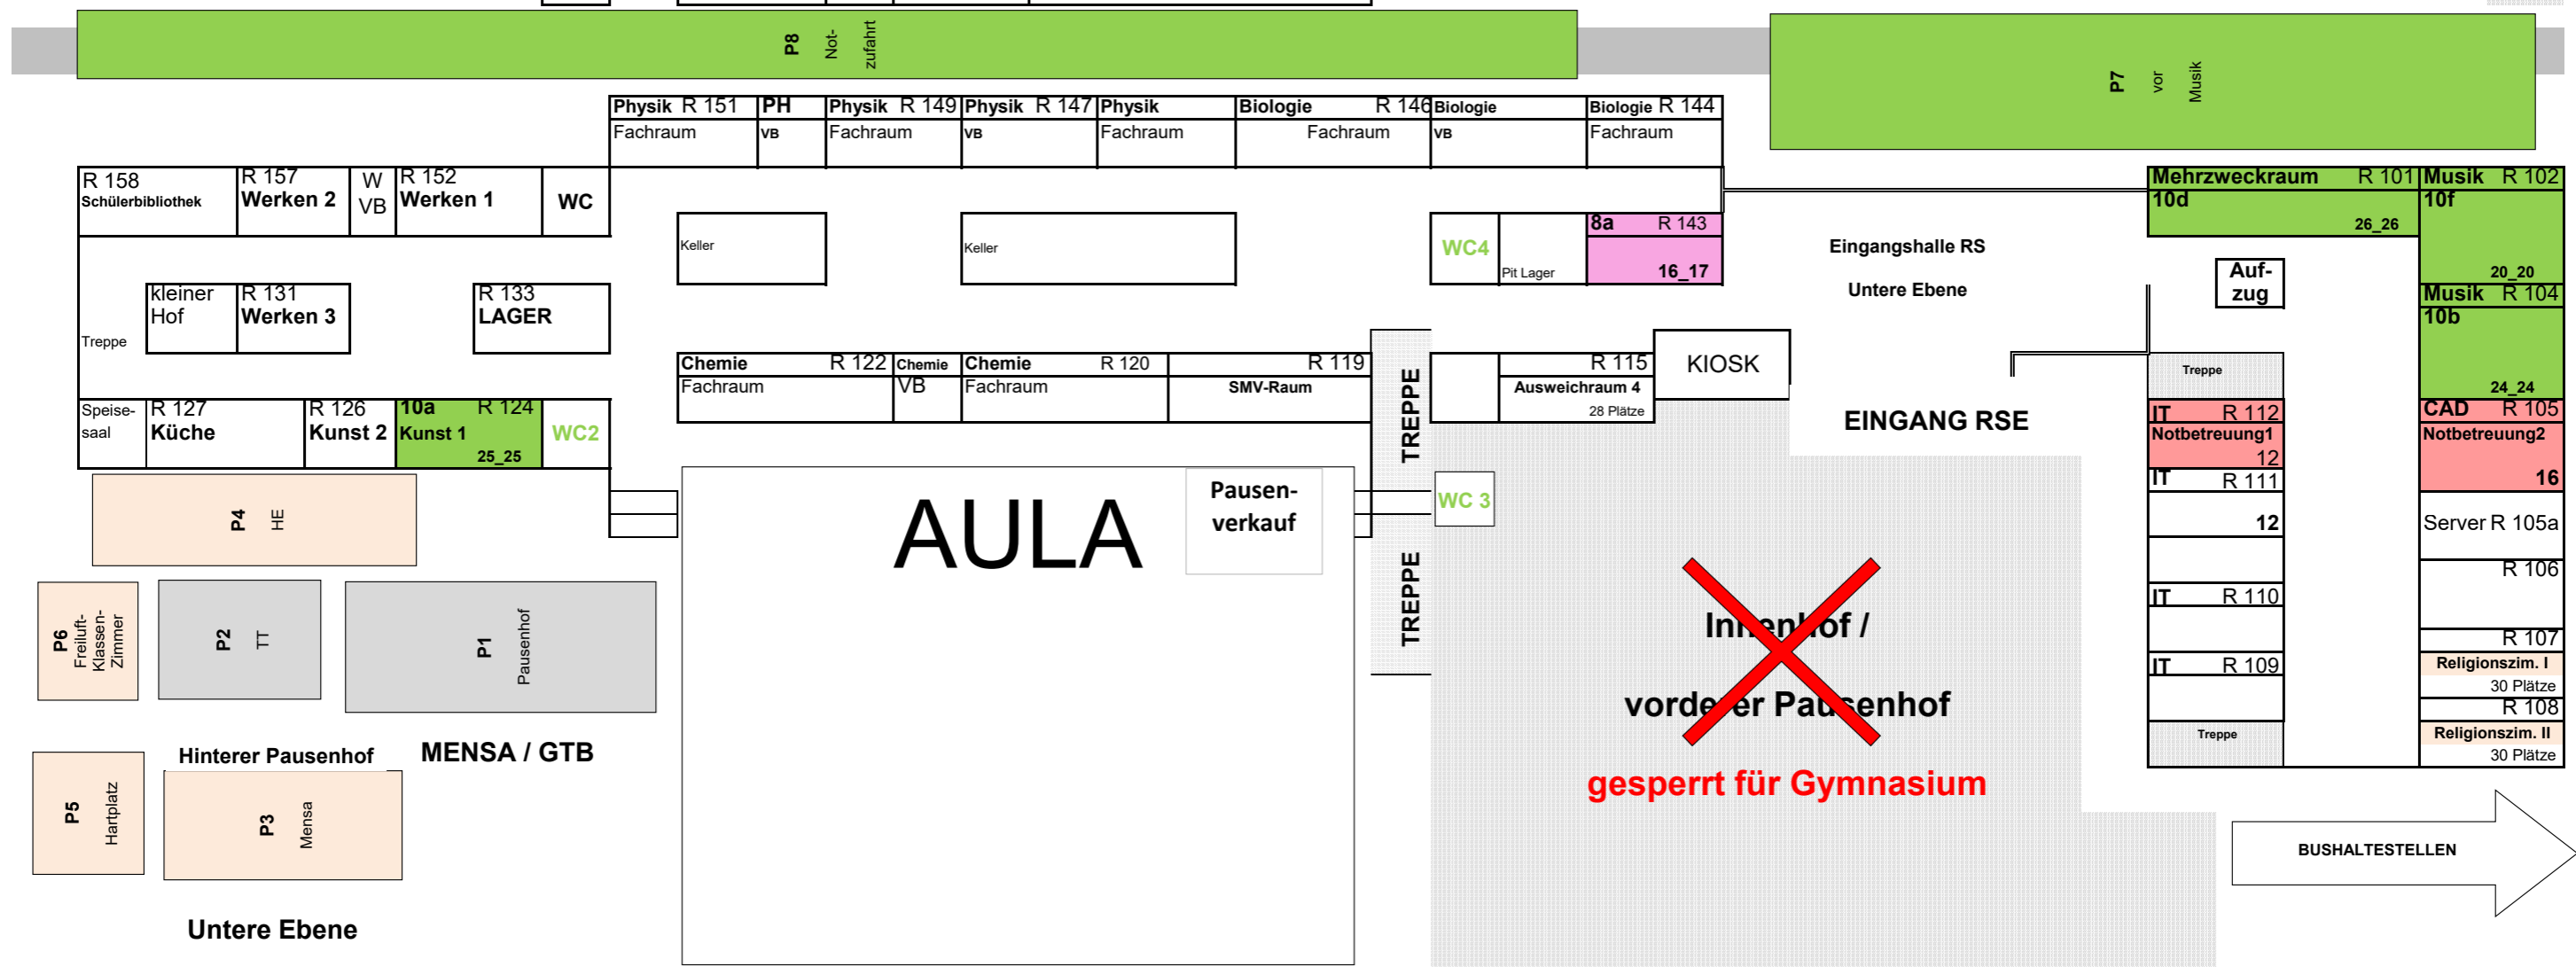 P8
Not-
zufahrt
P7
vor
Musik
Physik R 151
Fachraum
PH
VB
Physik R 149
Fachraum
Physik R 147
VB
Physik
Fachraum
Biologie R 146
Fachraum
Biologie
VB
Biologie R 144
Fachraum
R 158
Schülerbibliothek
R 157
Werken 2
W
VB
R 152
Werken 1
WC
Keller
Keller
WC4
Pit Lager
8a R 143
16_17
Eingangshalle RS
Untere Ebene
Mehrzweckraum R 101
10d
26_26
Musik R 102
10f
20_20
Auf-
zug
Musik R 104
10b
24_24
Treppe
kleiner
Hof
R 131
Werken 3
R 133
LAGER
Chemie R 122
Fachraum
Chemie
VB
Chemie R 120
Fachraum
R 119
SMV-Raum
TREPPE
R 115
Ausweichraum 4
28 Plätze
KIOSK
EINGANG RSE
Treppe
Speise-
saal
R 127
Küche
R 126
Kunst 2
10a R 124
Kunst 1
25_25
WC2
IT R 112
Notbetreuung1
12
CAD R 105
Notbetreuung2
16
IT R 111
12
Server R 105a
R 106
IT R 110
R 107
Religionszim. I
30 Plätze
IT R 109
R 108
Religionszim. II
30 Plätze
Treppe
P4
HE
AULA
Pausen-
verkauf
WC 3
TREPPE
P6
Freiluft-
Klassen-
Zimmer
P2
TT
P1
Pausenhof
Innenhof /
vorderer Pausenhof
gesperrt für Gymnasium
Hinterer Pausenhof
MENSA / GTB
P5
Hartplatz
P3
Mensa
BUSHALTESTELLEN
Untere Ebene